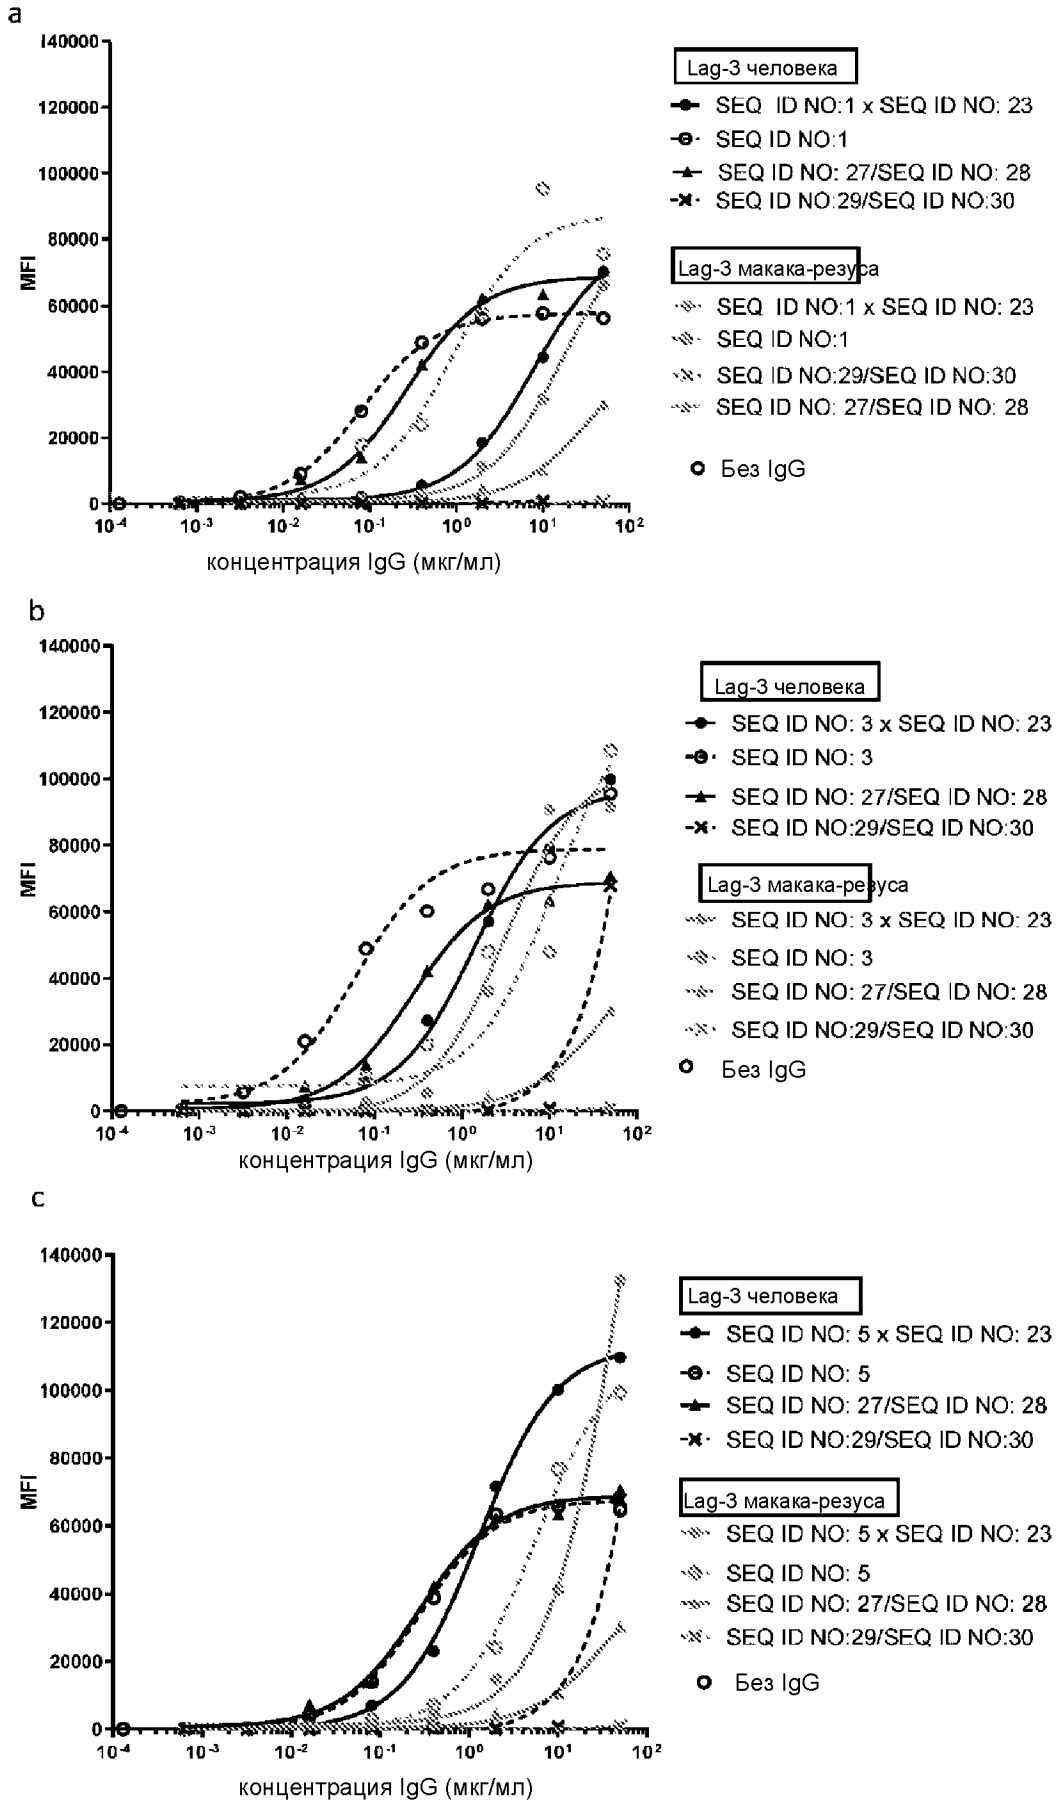 a
140000
120000
100000
80000
60000
40000
20000
0
MFI
10-4 10-3 10-2 10-1 100 101 102
концентрация IgG (мкг/мл)
Lag-3 человека
SEQ ID NO:1 x SEQ ID NO: 23
SEQ ID NO:1
SEQ ID NO: 27/SEQ ID NO: 28
SEQ ID NO:29/SEQ ID NO:30
Lag-3 макака-резуса
SEQ ID NO:1 x SEQ ID NO: 23
SEQ ID NO:1
SEQ ID NO:29/SEQ ID NO:30
SEQ ID NO: 27/SEQ ID NO: 28
Без IgG
b
140000
120000
100000
80000
60000
40000
20000
0
MFI
10-4 10-3 10-2 10-1 100 101 102
концентрация IgG (мкг/мл)
Lag-3 человека
SEQ ID NO: 3 x SEQ ID NO: 23
SEQ ID NO: 3
SEQ ID NO: 27/SEQ ID NO: 28
SEQ ID NO:29/SEQ ID NO:30
Lag-3 макака-резуса
SEQ ID NO: 3 x SEQ ID NO: 23
SEQ ID NO: 3
SEQ ID NO: 27/SEQ ID NO: 28
SEQ ID NO:29/SEQ ID NO:30
Без IgG
c
140000
120000
100000
80000
60000
40000
20000
0
MFI
10-4 10-3 10-2 10-1 100 101 102
концентрация IgG (мкг/мл)
Lag-3 человека
SEQ ID NO: 5 x SEQ ID NO: 23
SEQ ID NO: 5
SEQ ID NO: 27/SEQ ID NO: 28
SEQ ID NO:29/SEQ ID NO:30
Lag-3 макака-резуса
SEQ ID NO: 5 x SEQ ID NO: 23
SEQ ID NO: 5
SEQ ID NO: 27/SEQ ID NO: 28
SEQ ID NO:29/SEQ ID NO:30
Без IgG